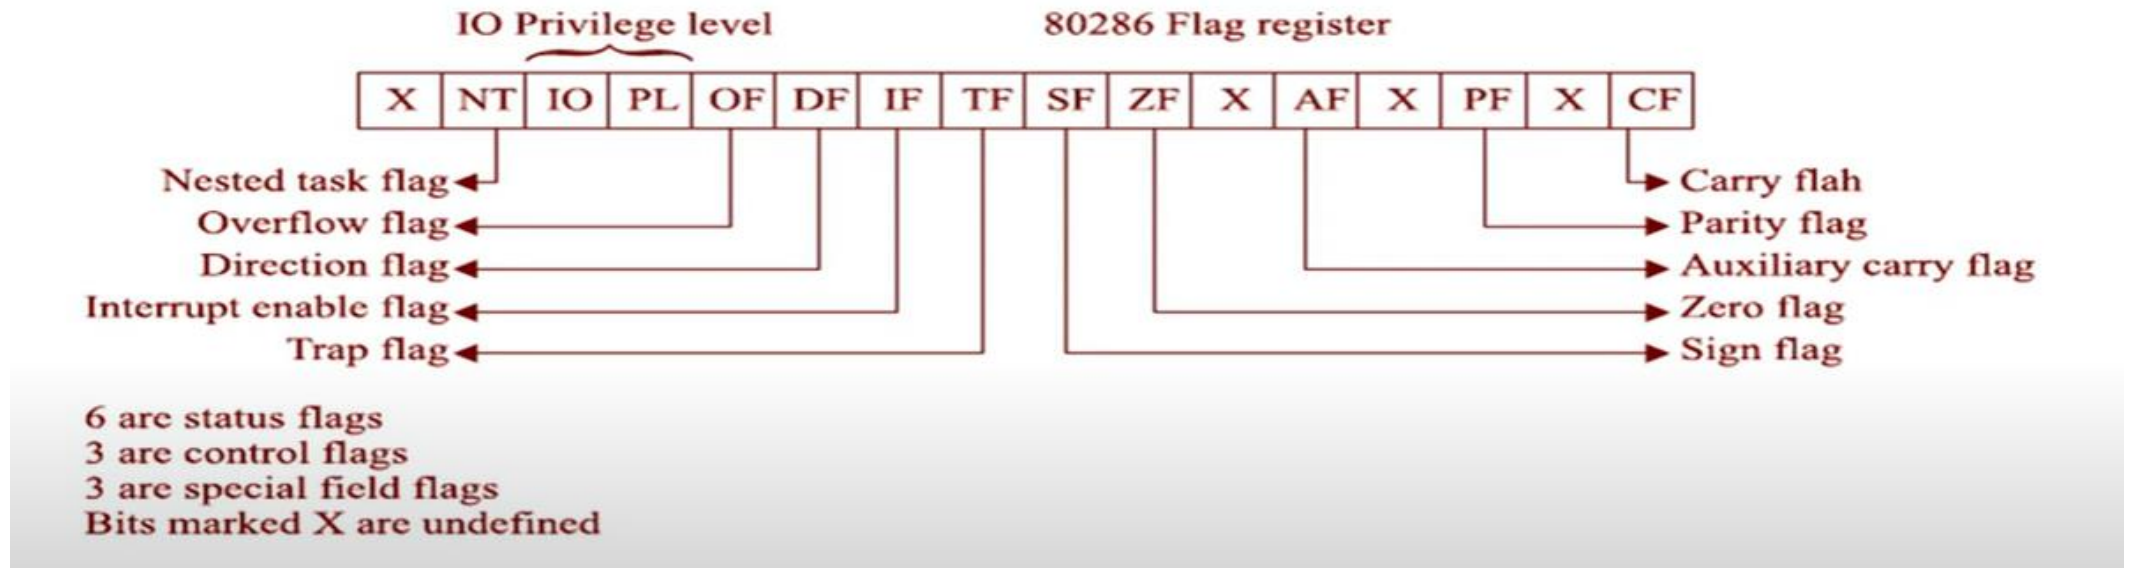 IO Privilege level
80286 Flag register
X NT IO PL OF DF IF TF SF ZF X AF X PF X CF
Nested task flag
Overflow flag
Direction flag
Interrupt enable flag
Trap flag
Carry flah
Parity flag
Auxiliary carry flag
Zero flag
Sign flag
6 are status flags
3 are control flags
3 are special field flags
Bits marked X are undefined